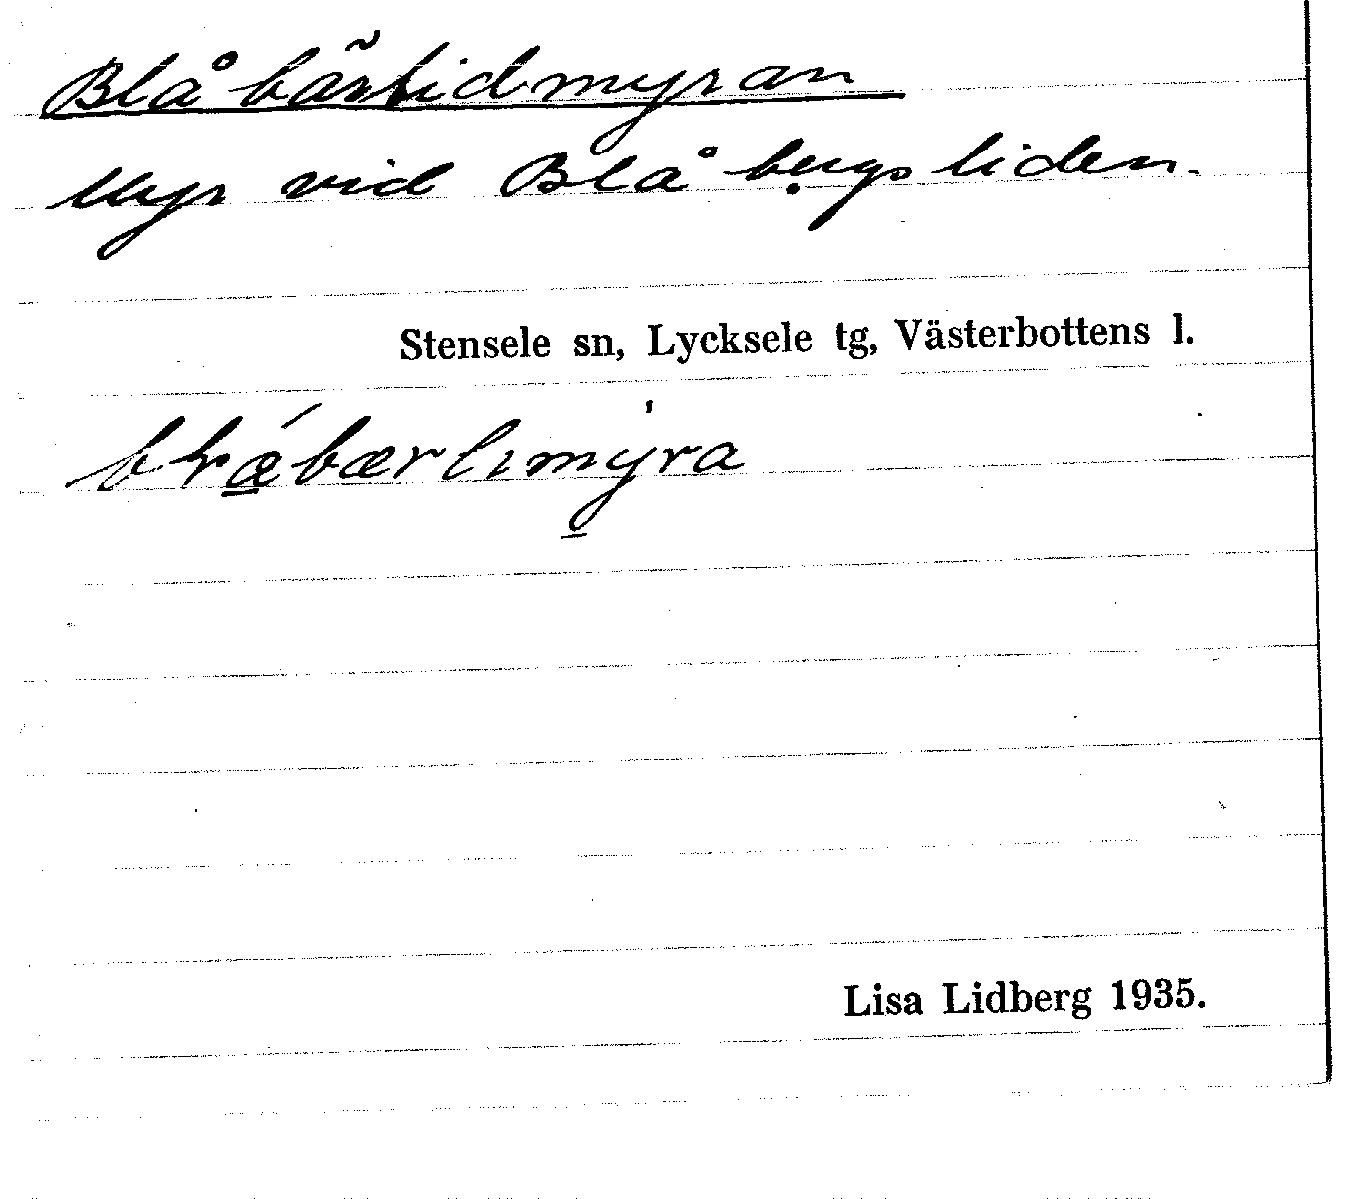 Blåbärlidmyran
Myr vid Blåbergsliden.
Stensele sn, Lycksele tg, Västerbottens l.
Lisa Lidberg 1935.